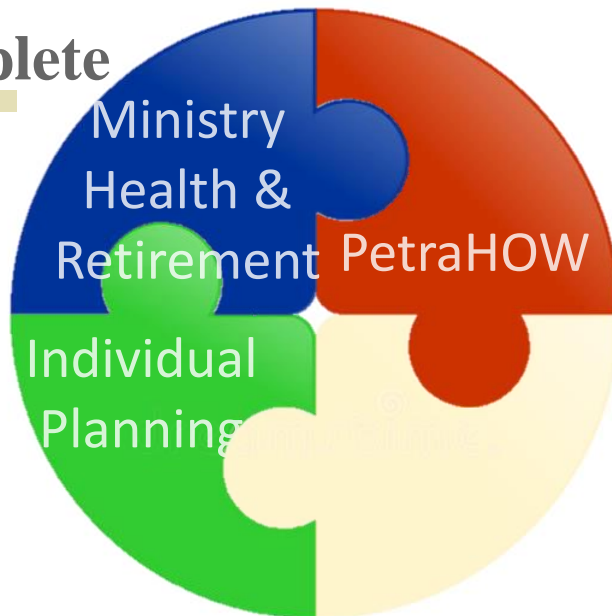 plete
Ministry
Health &
Retirement
PetraHOW
Individual
Planning